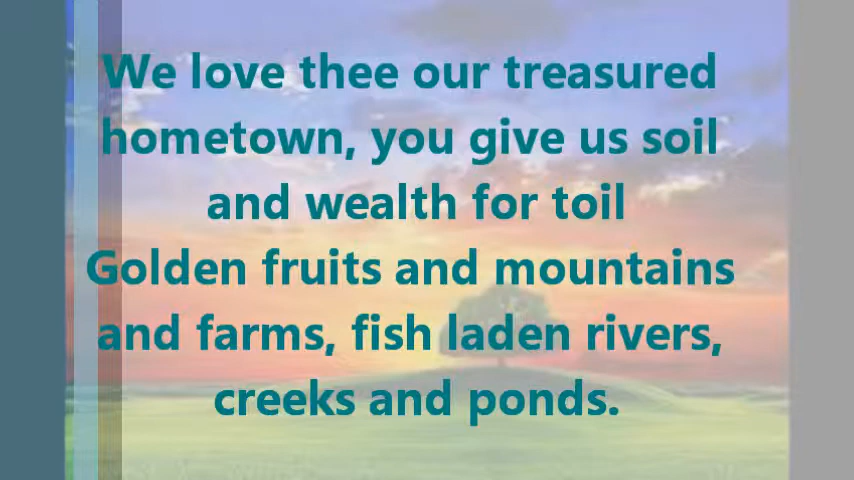 We love thee our treasured
hometown, you give us soil
and wealth for toil
Golden fruits and mountains
and farms, fish laden rivers,
creeks and ponds.